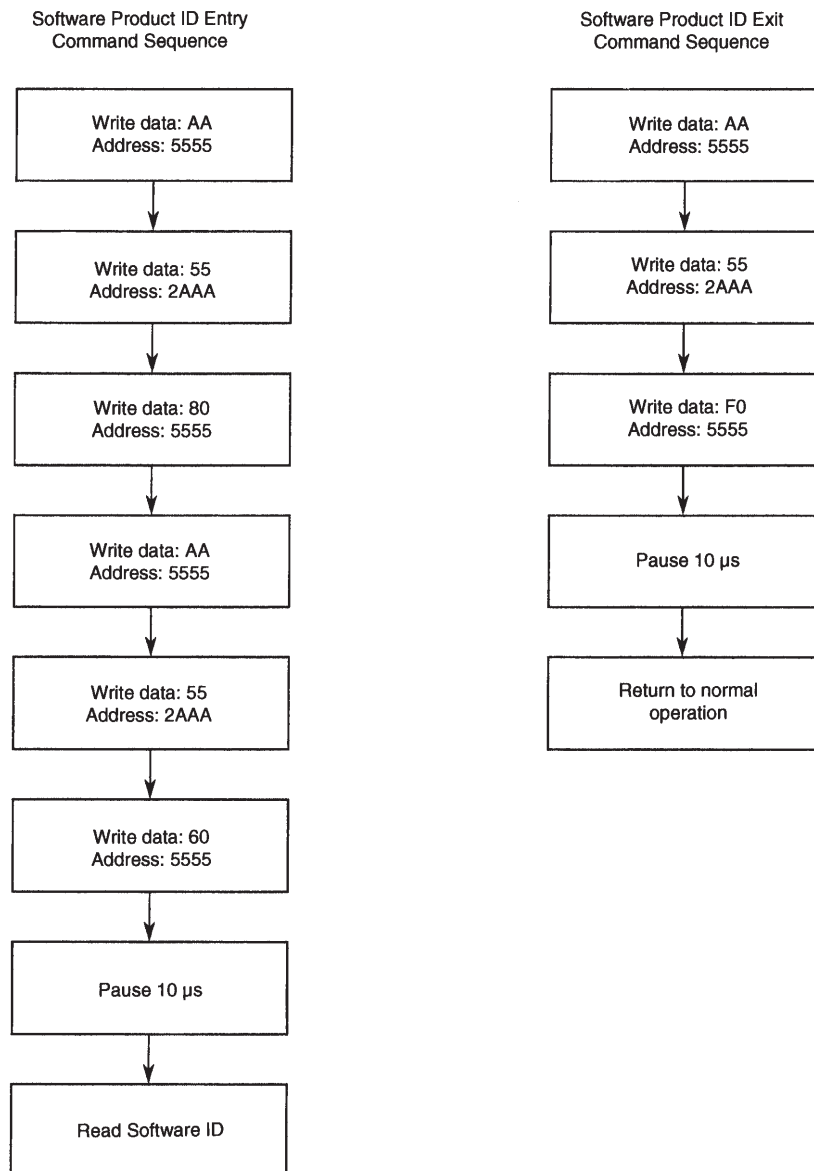 Software Product ID Entry
Command Sequence
Write data: AA
Address: 5555
Write data: 55
Address: 2AAA
Write data: 80
Address: 5555
Write data: AA
Address: 5555
Write data: 55
Address: 2AAA
Write data: 60
Address: 5555
Pause 10 µs
Read Software ID
Software Product ID Exit
Command Sequence
Write data: AA
Address: 5555
Write data: 55
Address: 2AAA
Write data: F0
Address: 5555
Pause 10 µs
Return to normal
operation